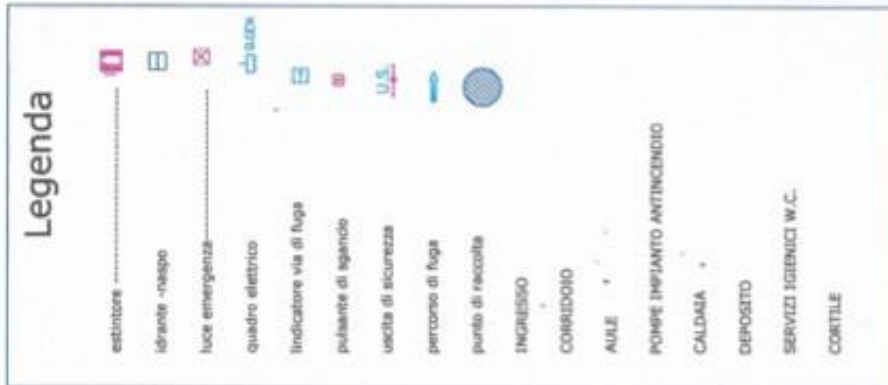 Legenda
estintore
idrante -naspo
luce emergenza
quadro elettrico
lindicatore via di fuga
pulsante di sgancio
uscita di sicurezza U.S.
percorso di fuga
punto di raccolta
INGRESSO
CORRIDOIO
AULE
POMPE IMPIANTO ANTINCENDIO
CALDAIA
DEPOSITO
SERVIZI IGIENICI W.C.
CORTILE